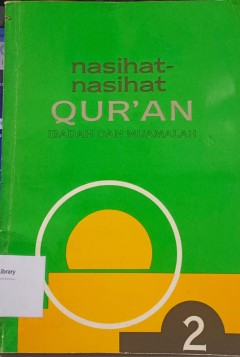 nasihat-
nasihat
QUR'AN
IBADAH DAN MUAMALAH
Library
2